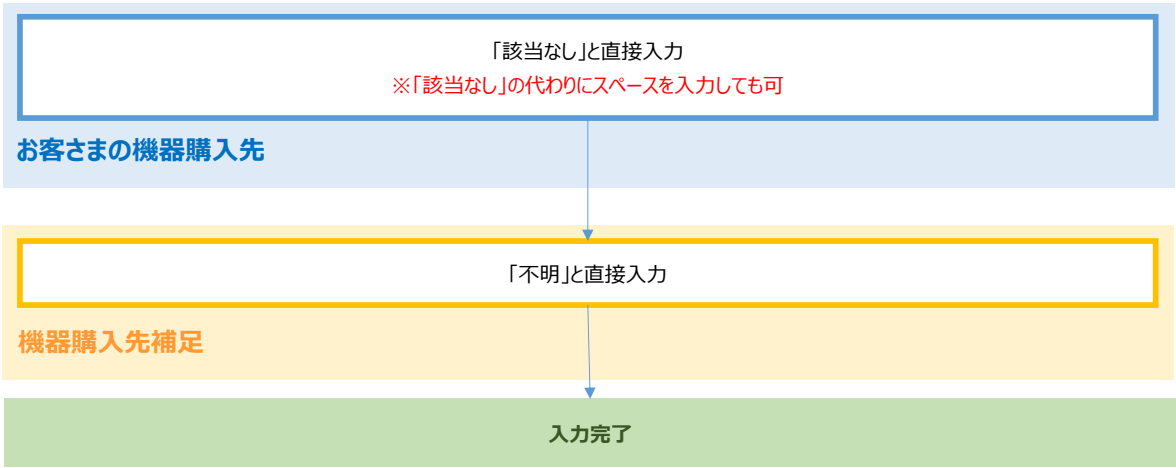 「該当なし」と直接入力
※「該当なし」の代わりにスペースを入力しても可
お客さまの機器購入先
「不明」と直接入力
機器購入先補足
入力完了